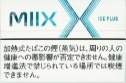 MIIX
ICE PLUS
加熱式たばこの煙(蒸気)は、周りの人の
健康への悪影響が否定できません。健康
増進法で禁じられている場所では喫煙
できません。